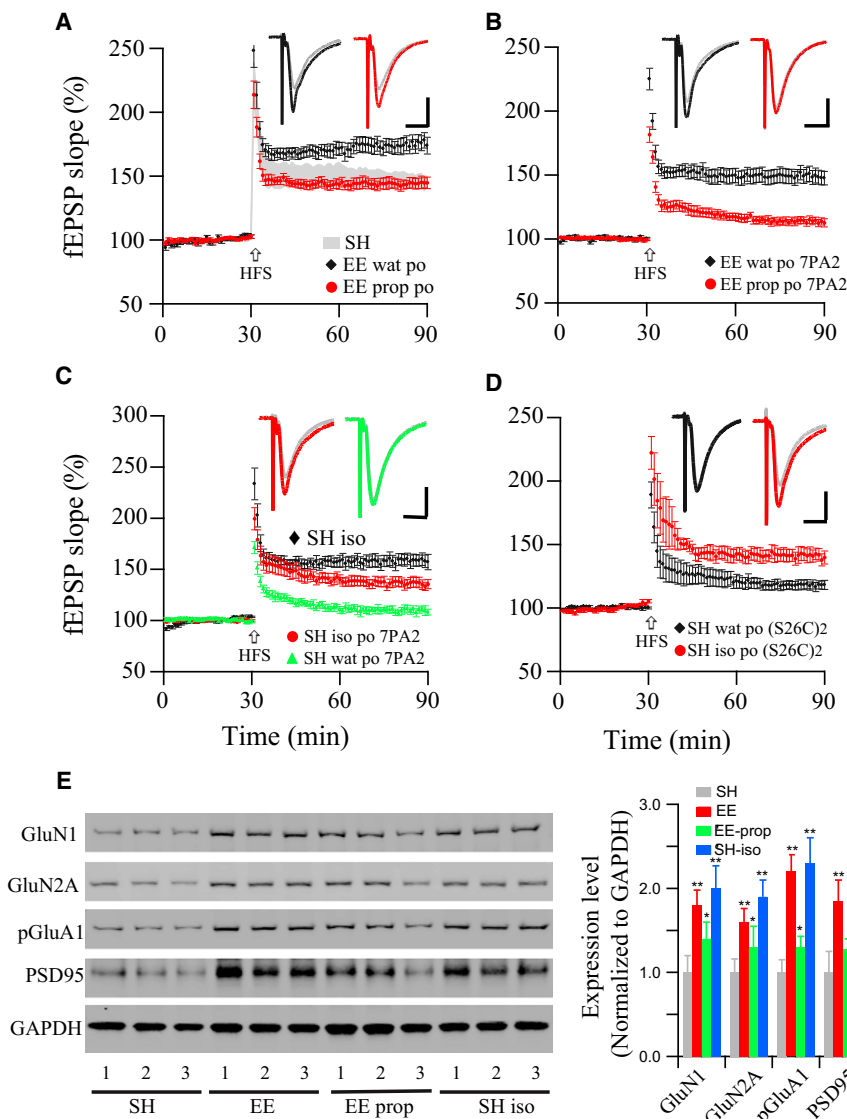 A
fEPSP slope (%)
250
200
150
100
50
0
30
60
90
HFS
SH
EE wat po
EE prop po
B
250
200
150
100
50
0
30
60
90
HFS
EE wat po 7PA2
EE prop po 7PA2
C
fEPSP slope (%)
300
250
200
150
100
50
0
30
60
90
Time (min)
HFS
SH iso
SH iso po 7PA2
SH wat po 7PA2
D
250
200
150
100
50
0
30
60
90
Time (min)
HFS
SH wat po (S26C)2
SH iso po (S26C)2
E
GluN1
GluN2A
pGluA1
PSD95
GAPDH
1 2 3 1 2 3 1 2 3 1 2 3
SH EE EE prop SH iso
Expression level
(Normalized to GAPDH)
3.0
2.4
1.8
1.2
1.0
0.0
SH
EE
EE-prop
SH-iso
** * **
** * **
** * **
**
GluN1
GluN2A
pGluA1
PSD95